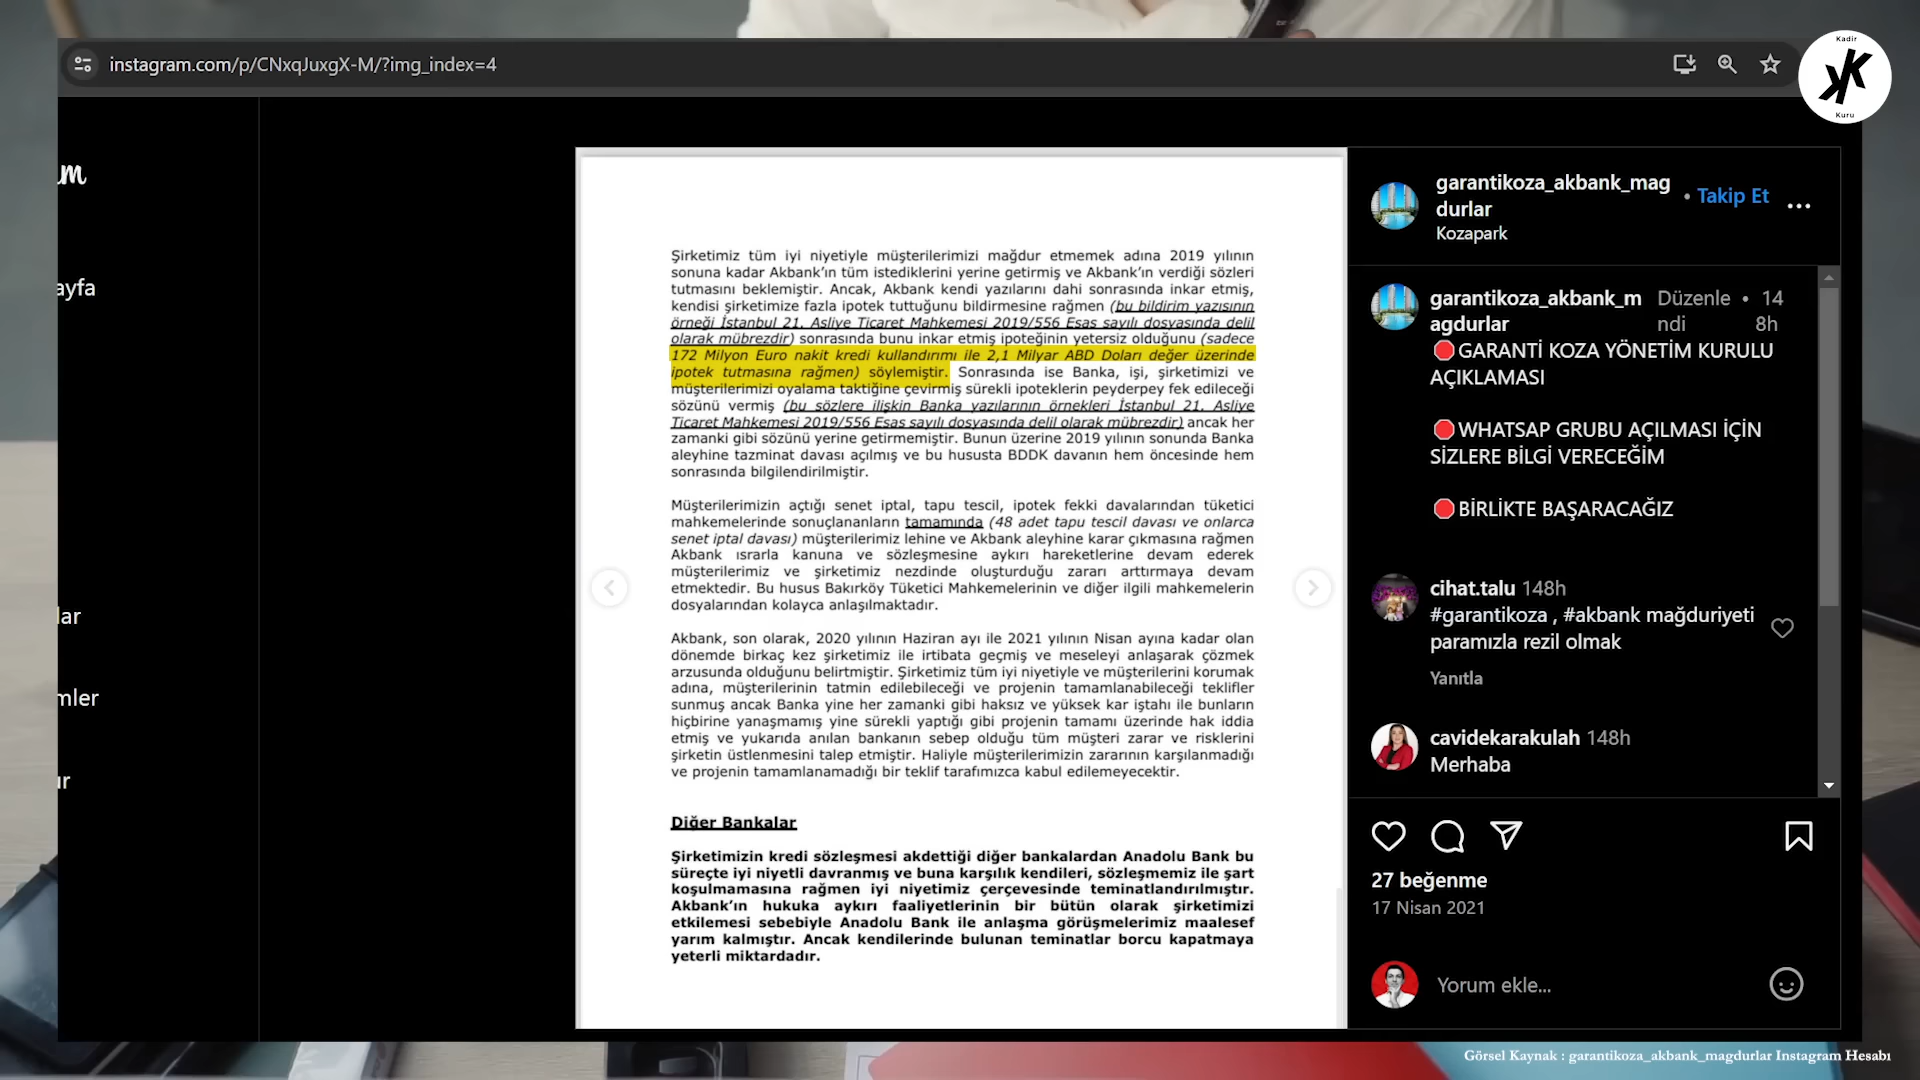 instagram.com/p/CNxqJuxgX-M/?img_index=4
Kadir
KK
Kuru
am
ayfa
lar
mler
ur
Şirketimiz tüm iyi niyetiyle müşterilerimizi mağdur etmemek adına 2019 yılının
sonuna kadar Akbank'ın tüm istediklerini yerine getirmiş ve Akbank'ın verdiği sözleri
tutmasını beklemiştir. Ancak, Akbank kendi yazılarını dahi sonrasında inkar etmiş,
kendisi şirketimize fazla ipotek tuttuğunu bildirmesine rağmen (bu bildirim yazısının
örneği İstanbul 21. Asliye Ticaret Mahkemesi 2019/556 Esas sayılı dosyasında delil
olarak mübrezdir) sonrasında bunu inkar etmiş ipoteğinin yetersiz olduğunu (sadece
172 Milyon Euro nakit kredi kullandırımı ile 2,1 Milyar ABD Doları değer üzerinde
ipotek tutmasına rağmen) söylemiştir. Sonrasında ise Banka, işi, şirketimizi ve
müşterilerimizi oyalama taktiğine çevirmiş sürekli ipoteklerin peyderpey fek edileceği
sözünü vermiş (bu sözlere ilişkin Banka yazılarının örnekleri İstanbul 21. Asliye
Ticaret Mahkemesi 2019/556 Esas sayılı dosyasında delil olarak mübrezdir) ancak her
zamanki gibi sözünü yerine getirmemiştir. Bunun üzerine 2019 yılının sonunda Banka
aleyhine tazminat davası açılmış ve bu hususta BDDK davanın hem öncesinde hem
sonrasında bilgilendirilmiştir.
Müşterilerimizin açtığı senet iptal, tapu tescil, ipotek fekki davalarından tüketici
mahkemelerinde sonuçlananların tamamında (48 adet tapu tescil davası ve onlarca
senet iptal davası) müşterilerimiz lehine ve Akbank aleyhine karar çıkmasına rağmen
Akbank ısrarla kanuna ve sözleşmesine aykırı hareketlerine devam ederek
müşterilerimiz ve şirketimiz nezdinde oluşturduğu zararı arttırmaya devam
etmektedir. Bu husus Bakırköy Tüketici Mahkemelerinin ve diğer ilgili mahkemelerin
dosyalarından kolayca anlaşılmaktadır.
Akbank, son olarak, 2020 yılının Haziran ayı ile 2021 yılının Nisan ayına kadar olan
dönemde birkaç kez şirketimiz ile irtibata geçmiş ve meseleyi anlaşarak çözmek
arzusunda olduğunu belirtmiştir. Şirketimiz tüm iyi niyetiyle ve müşterilerini korumak
adına, müşterilerinin tatmin edilebileceği ve projenin tamamlanabileceği teklifler
sunmuş ancak Banka yine her zamanki gibi haksız ve yüksek kar iştahı ile bunların
hiçbirine yanaşmamış yine sürekli yaptığı gibi projenin tamamı üzerinde hak iddia
etmiş ve yukarıda anılan bankanın sebep olduğu tüm müşteri zarar ve risklerini
şirketin üstlenmesini talep etmiştir. Haliyle müşterilerimizin zararının karşılanmadığı
ve projenin tamamlanamadığı bir teklif tarafımızca kabul edilemeyecektir.
Diğer Bankalar
Şirketimizin kredi sözleşmesi akdettiği diğer bankalardan Anadolu Bank bu
süreçte iyi niyetli davranmış ve buna karşılık kendileri, sözleşmemiz ile şart
koşulmamasına rağmen iyi niyetimiz çerçevesinde teminatlandırılmıştır.
Akbank'ın hukuka aykırı faaliyetlerinin bir bütün olarak şirketimizi
etkilemesi sebebiyle Anadolu Bank ile anlaşma görüşmelerimiz maalesef
yarım kalmıştır. Ancak kendilerinde bulunan teminatlar borcu kapatmaya
yeterli miktardadır.
garantikoza_akbank_mag
durlar • Takip Et
Kozapark
garantikoza_akbank_m Düzenle • 14
agdurlar ndi 8h
GARANTİ KOZA YÖNETİM KURULU
AÇIKLAMASI
WHATSAP GRUBU AÇILMASI İÇİN
SİZLERE BİLGİ VERECEĞİM
BİRLİKTE BAŞARACAĞIZ
cihat.talu 148h
#garantikoza , #akbank mağduriyeti
paramızla rezil olmak
Yanıtla
cavidekarakulah 148h
Merhaba
27 beğenme
17 Nisan 2021
Yorum ekle...
Görsel Kaynak : garantikoza_akbank_magdurlar Instagram Hesabı